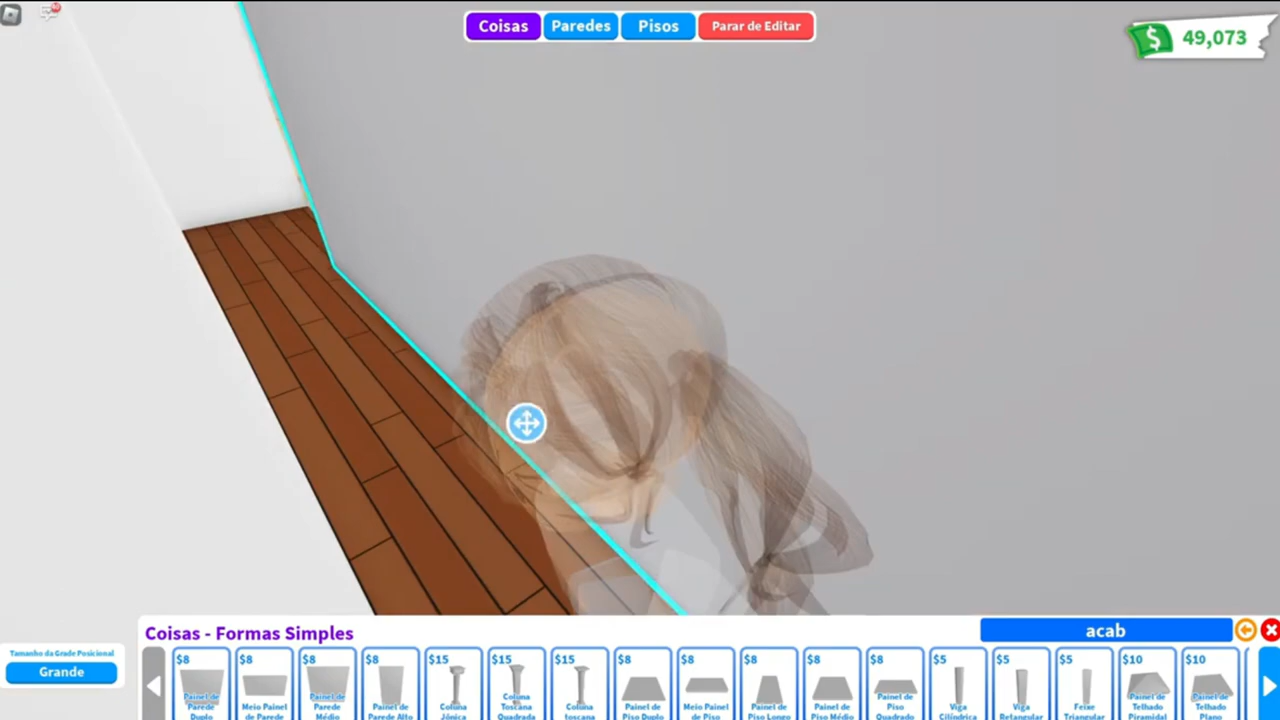 Coisas Paredes Pisos Parar de Editar
$ 49,073
Coisas - Formas Simples
acab
Tamanho da Grade Posicional
Grande
$8 $8 $8 $8 $15 $15 $15 $8 $8 $8 $8 $8 $5 $5 $5 $10 $10
Painel de Parede Duplo
Meio Painel de Parede
Painel de Parede Médio
Painel de Parede Alto
Coluna Jônica
Coluna Toscana Quadrada
Coluna toscana
Painel de Piso Duplo
Meio Painel de Piso
Painel de Piso Longo
Painel de Piso Médio
Painel de Piso Quadrado
Viga Cilíndrica
Viga Retangular
Feixe Triangular
Painel de Telhado Piramidal
Painel de Telhado Plano